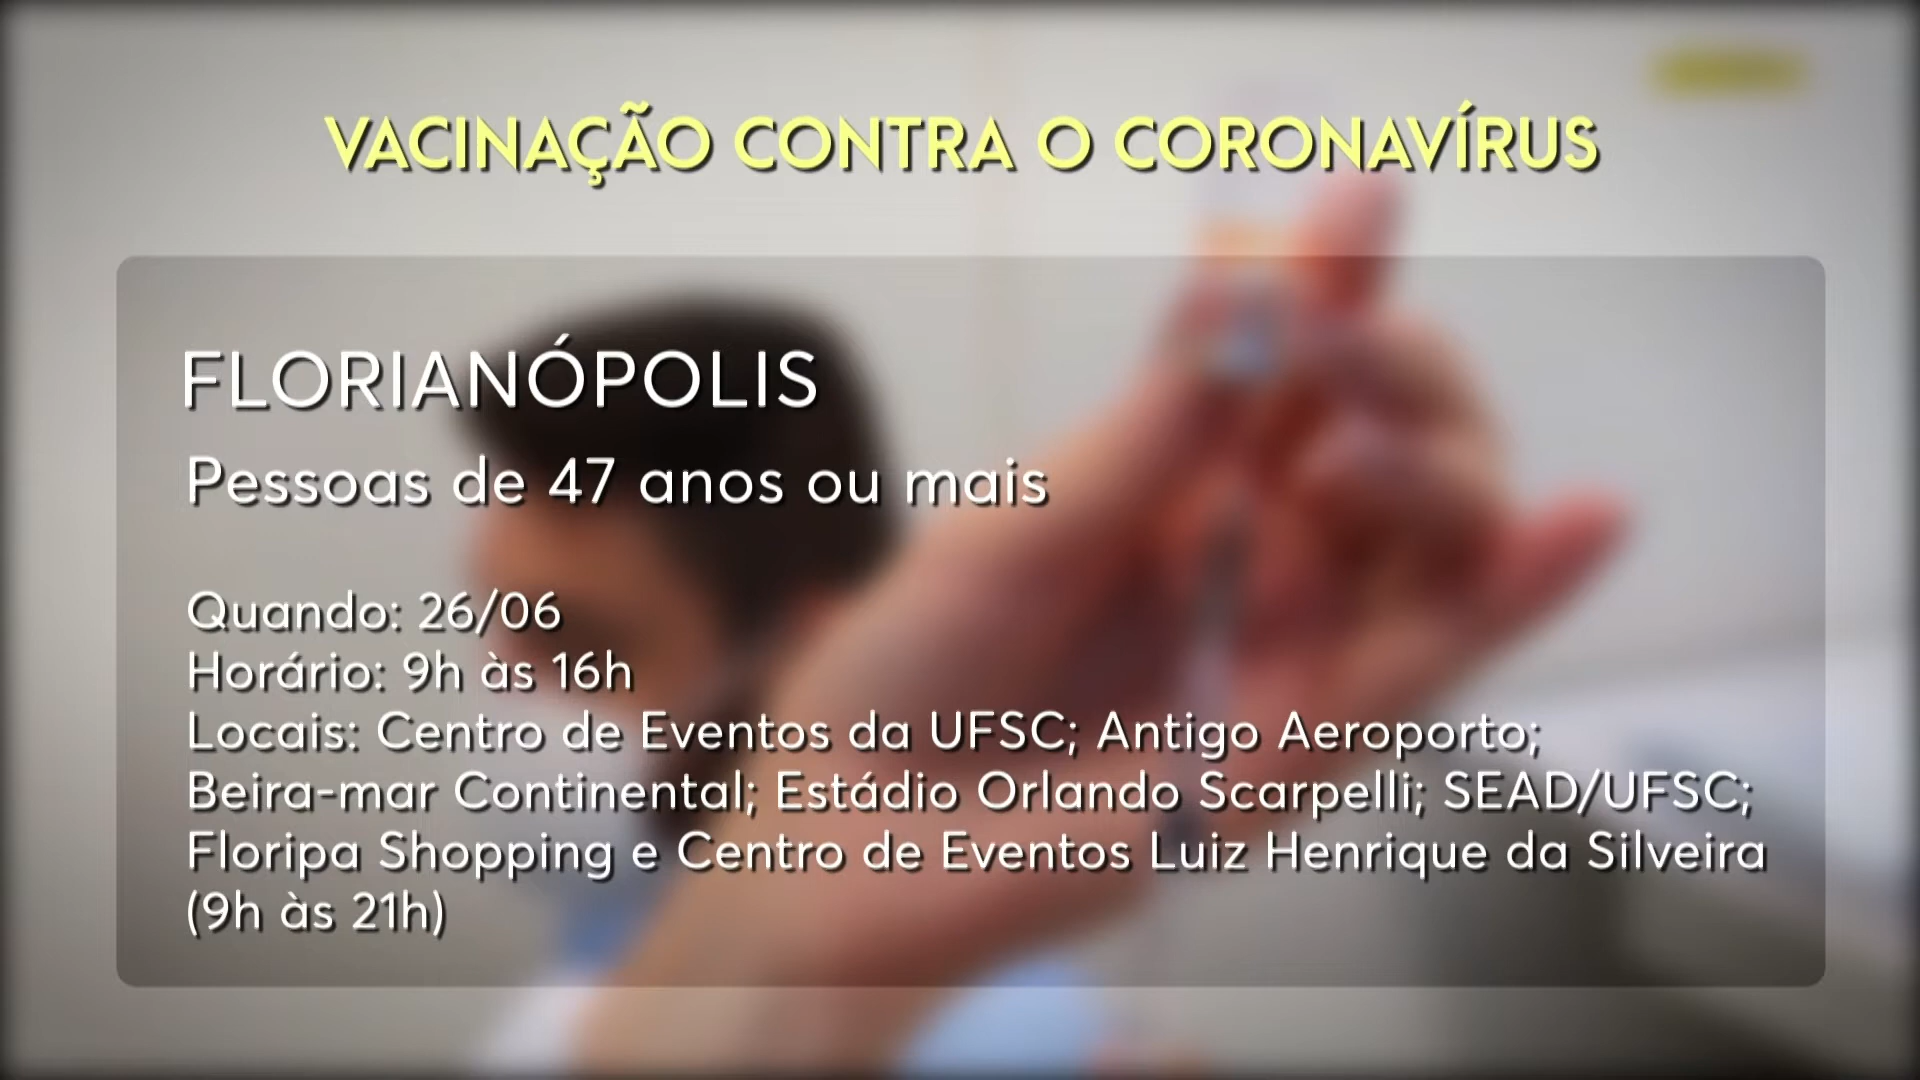 VACINAÇÃO CONTRA O CORONAVÍRUS
FLORIANÓPOLIS
Pessoas de 47 anos ou mais
Quando: 26/06
Horário: 9h às 16h
Locais: Centro de Eventos da UFSC; Antigo Aeroporto;
Beira-mar Continental; Estádio Orlando Scarpelli; SEAD/UFSC;
Floripa Shopping e Centro de Eventos Luiz Henrique da Silveira
(9h às 21h)